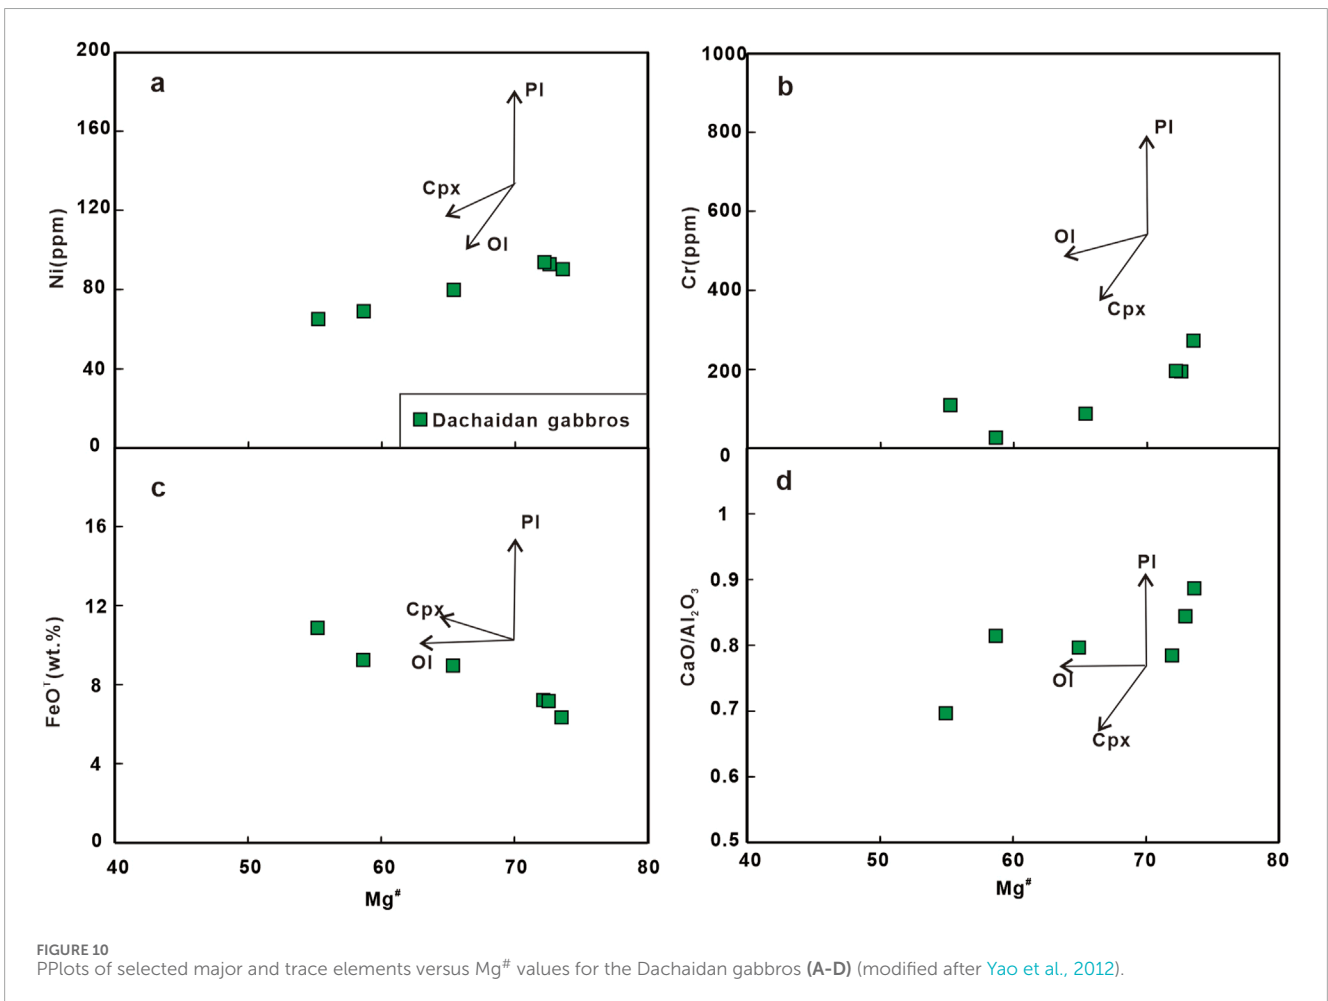 200
160
120
80
40
0
Ni(ppm)
a
Pl
Cpx
Ol
Dachaidan gabbros
1000
800
600
400
200
0
Cr(ppm)
b
Pl
Ol
Cpx
16
12
8
4
0
FeOᵀ(wt.%)
c
Pl
Cpx
Ol
40 50 60 70 80
Mg#
1
0.9
0.8
0.7
0.6
0.5
CaO/Al₂O₃
d
Pl
Ol
Cpx
40 50 60 70 80
Mg#
FIGURE 10
PPlots of selected major and trace elements versus Mg# values for the Dachaidan gabbros (A-D) (modified after Yao et al., 2012).